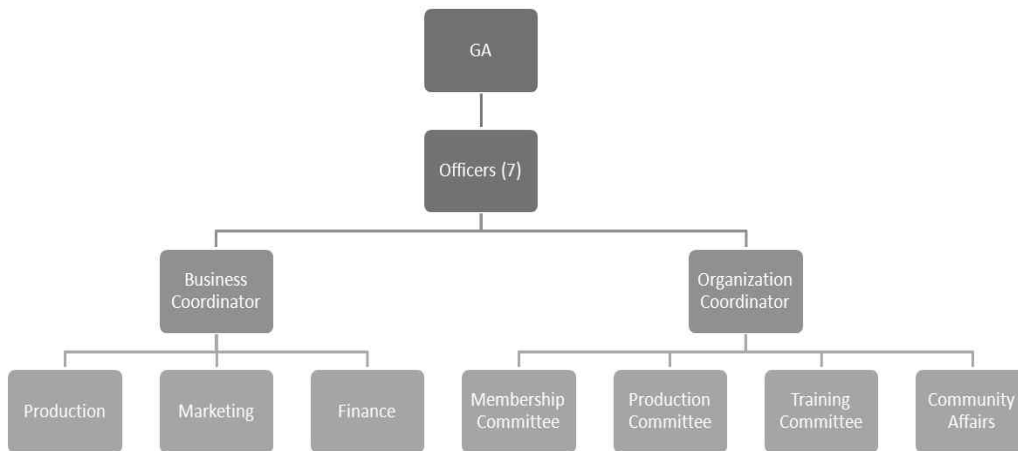 GA
Officers (7)
Business
Coordinator
Organization
Coordinator
Production
Marketing
Finance
Membership
Committee
Production
Committee
Training
Committee
Community
Affairs